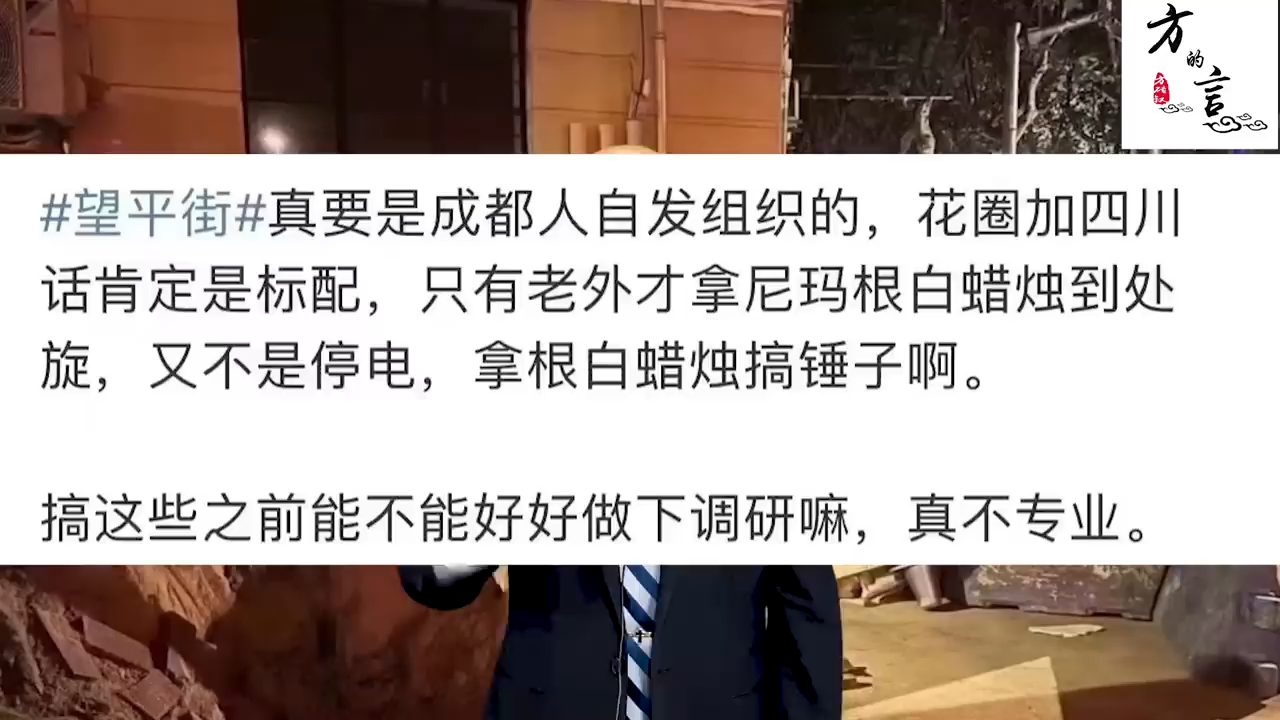 方的言
#望平街#真要是成都人自发组织的，花圈加四川
话肯定是标配，只有老外才拿尼玛根白蜡烛到处
旋，又不是停电，拿根白蜡烛搞锤子啊。
搞这些之前能不能好好做下调研嘛，真不专业。